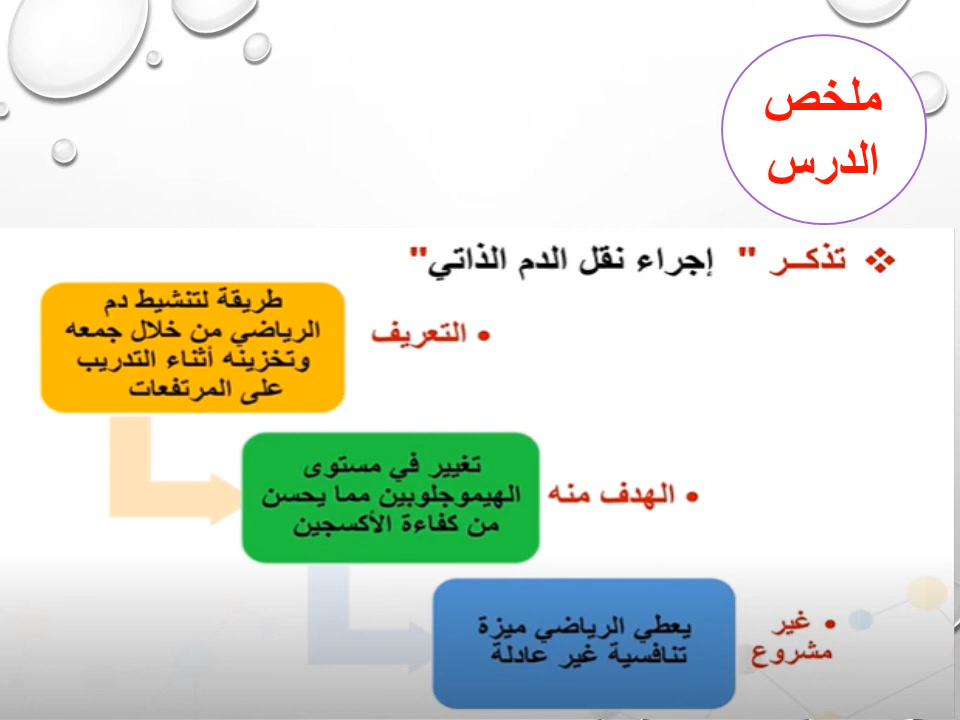 ملخص
الدرس
❖ تذكــر " إجراء نقل الدم الذاتي"
• التعريف
طريقة لتنشيط دم
الرياضي من خلال جمعه
وتخزينه أثناء التدريب
على المرتفعات
• الهدف منه
تغيير في مستوى
الهيموجلوبين مما يحسن
من كفاءة الأكسجين
• غير
مشروع
يعطي الرياضي ميزة
تنافسية غير عادلة